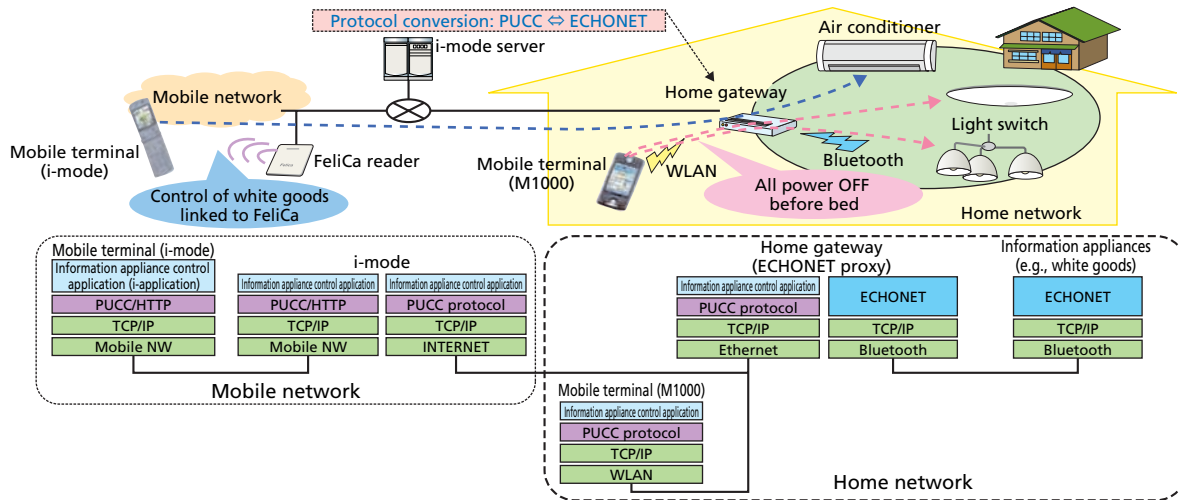 Protocol conversion: PUCC ⇔ ECHONET
i-mode server
Air conditioner
Mobile network
Home gateway
Light switch
Mobile terminal
(i-mode)
FeliCa reader
Mobile terminal
(M1000)
WLAN
Bluetooth
Control of white goods
linked to FeliCa
All power OFF
before bed
Home network
Mobile terminal (i-mode)
Information appliance control
application (i-application)
PUCC/HTTP
TCP/IP
Mobile NW
i-mode
Information appliance control application
PUCC/HTTP
TCP/IP
Mobile NW
Information appliance control application
PUCC protocol
TCP/IP
INTERNET
Mobile network
Home gateway
(ECHONET proxy)
Information appliance control application
PUCC protocol
TCP/IP
Ethernet
ECHONET
TCP/IP
Bluetooth
Information appliances
(e.g., white goods)
ECHONET
TCP/IP
Bluetooth
Mobile terminal (M1000)
Information appliance control application
PUCC protocol
TCP/IP
WLAN
Home network